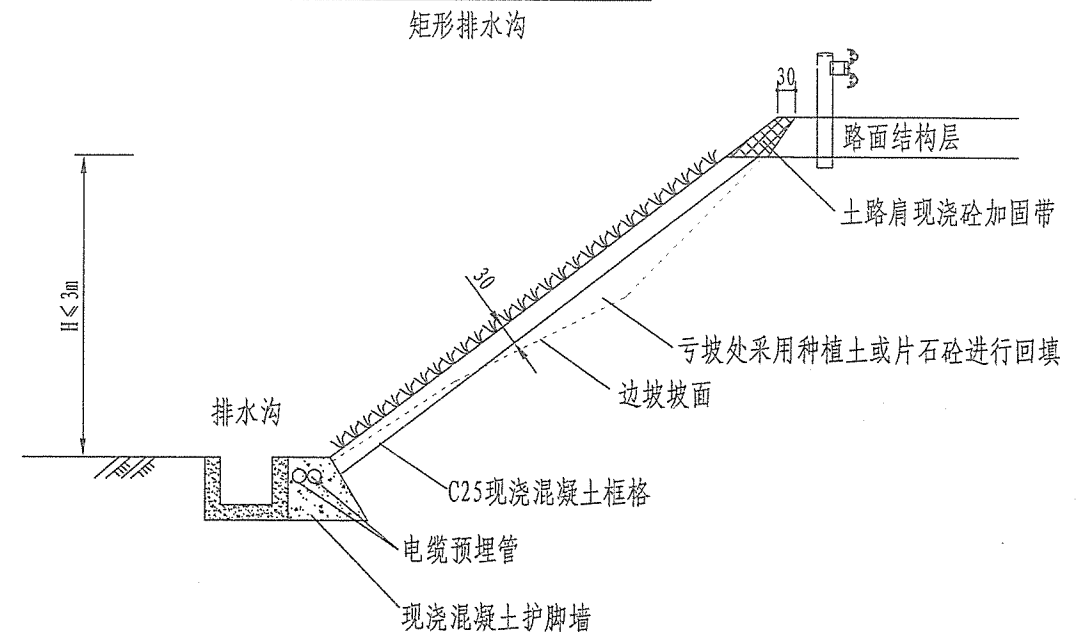 矩形排水沟
30
路面结构层
土路肩现浇砼加固带
H≤3m
30
亏坡处采用种植土或片石砼进行回填
边坡坡面
排水沟
C25现浇混凝土框格
电缆预埋管
现浇混凝土护脚墙